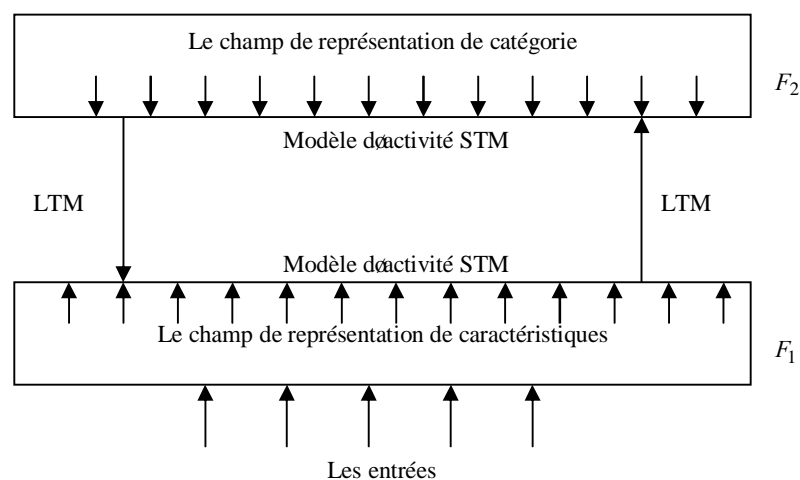 Le champ de représentation de catégorie
F2
Modèle døactivité STM
LTM
LTM
Modèle døactivité STM
Le champ de représentation de caractéristiques
F1
Les entrées